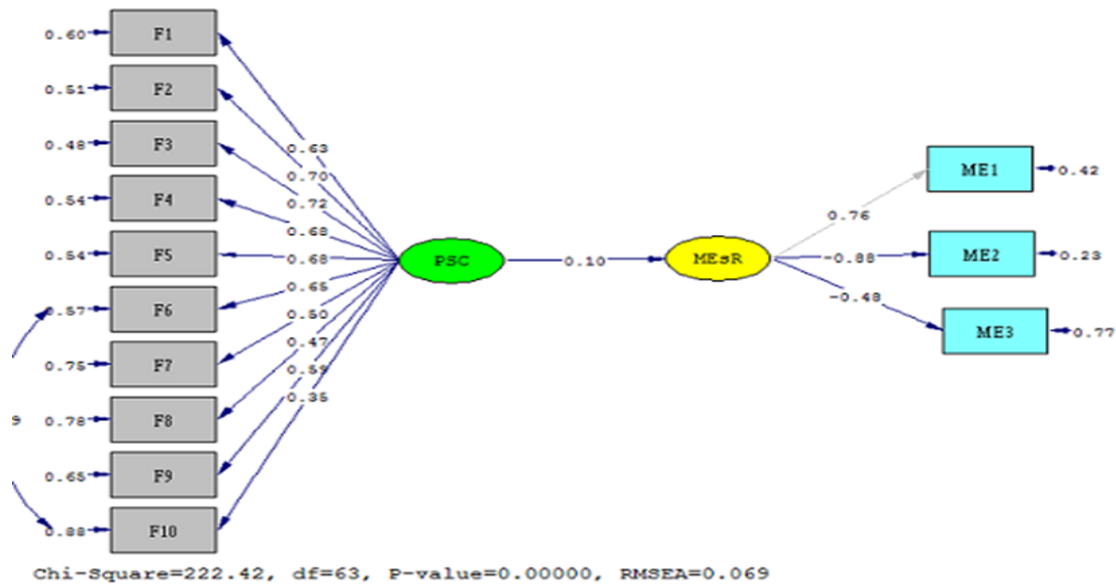 0.60 F1
0.51 F2
0.48 F3
0.54 F4
0.54 F5
0.57 F6
0.75 F7
9 0.78 F8
0.65 F9
0.88 F10
0.63
0.70
0.72
0.68
0.68
0.65
0.50
0.47
0.59
0.35
PSC
0.10
MEsR
0.76
-0.88
-0.48
ME1 0.42
ME2 0.23
ME3 0.77
Chi-Square=222.42, df=63, P-value=0.00000, RMSEA=0.069